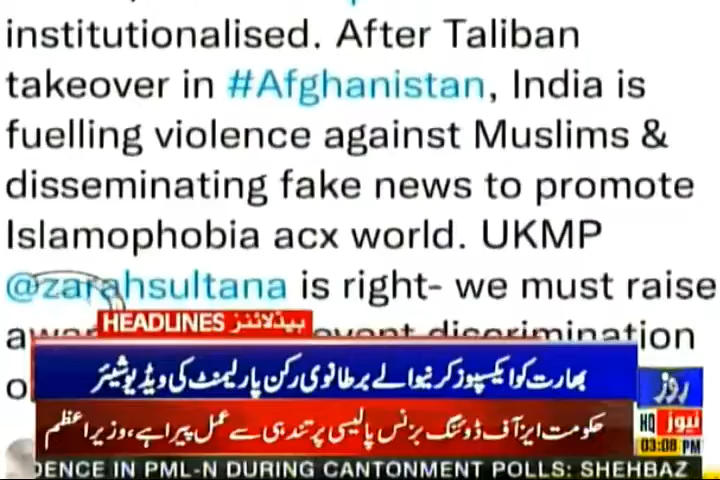 institutionalised. After Taliban
takeover in #Afghanistan, India is
fuelling violence against Muslims &
disseminating fake news to promote
Islamophobia acx world. UKMP
@zarahsultana is right- we must raise
discrimination
HEADLINES ہیڈلائنز
بھارت کو ایکسپوز کرنیوالے برطانوی رکن پارلیمنٹ کی ویڈیو شیئر
روز
حکومت ایز آف ڈوئنگ بزنس پالیسی پر تندہی سے عمل پیرا ہے، وزیراعظم
HQ نیوز
03:08 PM
DENCE IN PML-N DURING CANTONMENT POLLS: SHEHBAZ